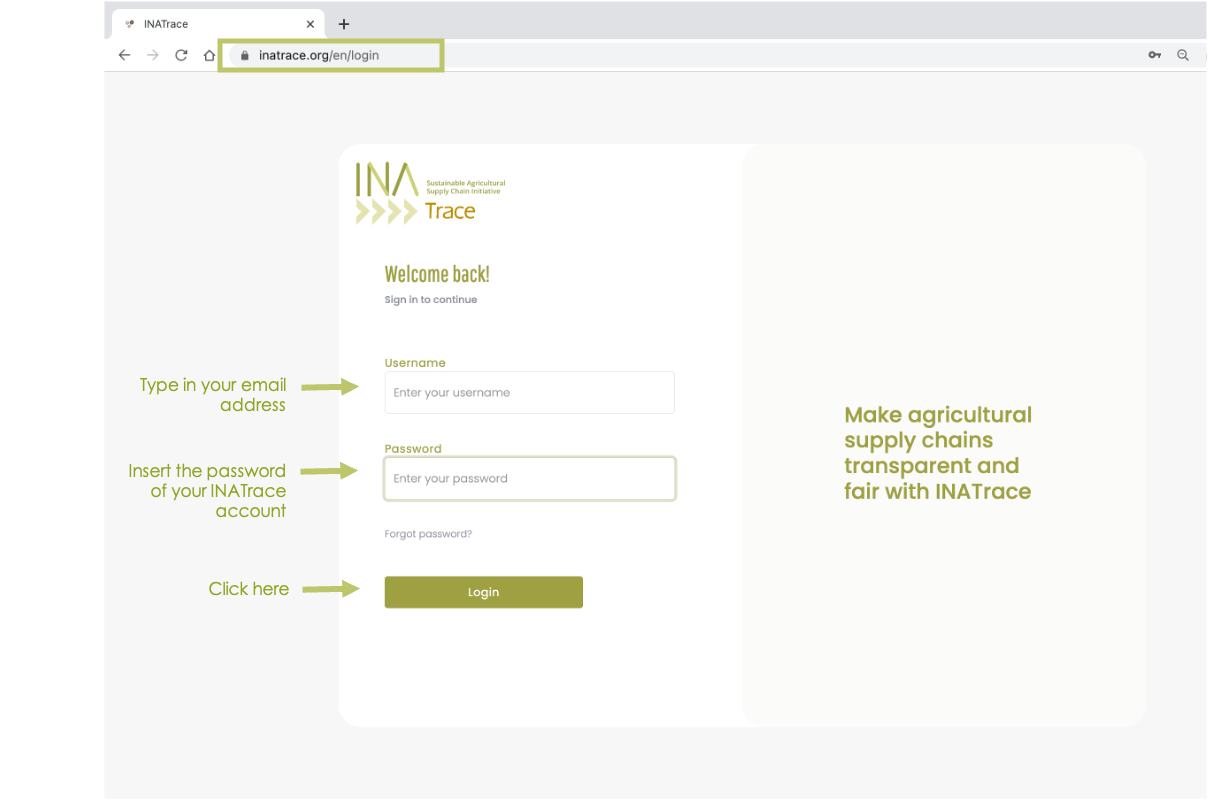 INATrace
inatrace.org/en/login
INA
Sustainable Agricultural
Supply Chain Initiative
Trace
Welcome back!
Sign in to continue
Username
Type in your email
address
Enter your username
Password
Insert the password
of your INATrace
account
Enter your password
Forgot password?
Click here
Login
Make agricultural
supply chains
transparent and
fair with INATrace